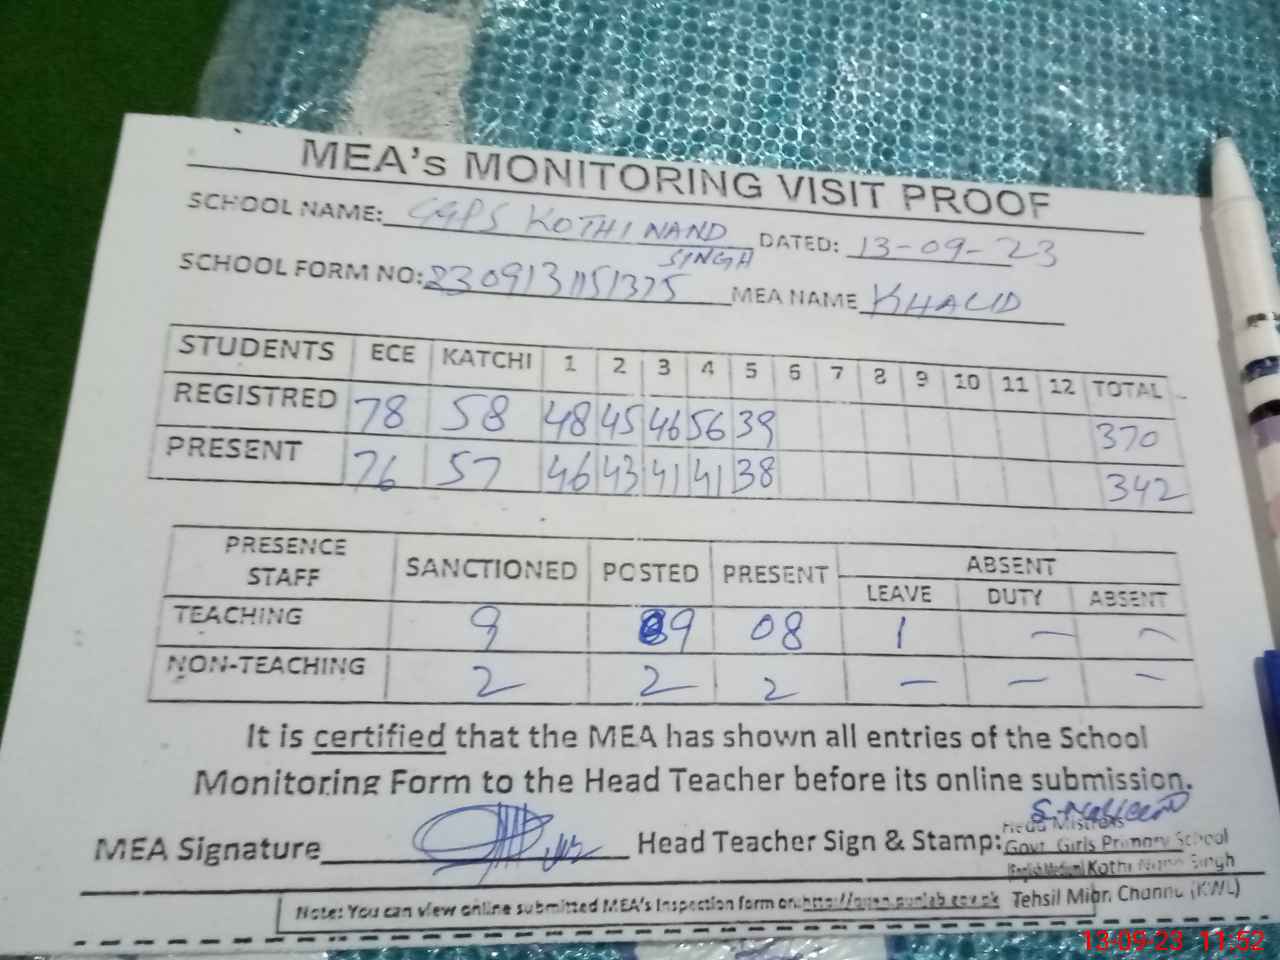 MEA's MONITORING VISIT PROOF
SCHOOL NAME: GGPS KOTHI NAND SINGH DATED: 13-09-23
SCHOOL FORM NO: 2309131151375 MEA NAME KHALID
STUDENTS ECE KATCHI 1 2 3 4 5 6 7 8 9 10 11 12 TOTAL
REGISTRED 78 58 48 45 46 56 39 370
PRESENT 76 57 46 43 41 41 38 342
PRESENCE STAFF SANCTIONED POSTED PRESENT ABSENT
LEAVE DUTY ABSENT
TEACHING 9 9 08 1 — —
NON-TEACHING 2 2 2 — — —
It is certified that the MEA has shown all entries of the School
Monitoring Form to the Head Teacher before its online submission.
MEA Signature Head Teacher Sign & Stamp:
Head Mistress
Govt. Girls Primary School
(English Medium) Kothi Nand Singh
Tehsil Mian Channu (KWL)
Note: You can view online submitted MEA's Inspection form on
13-09-23 11:52